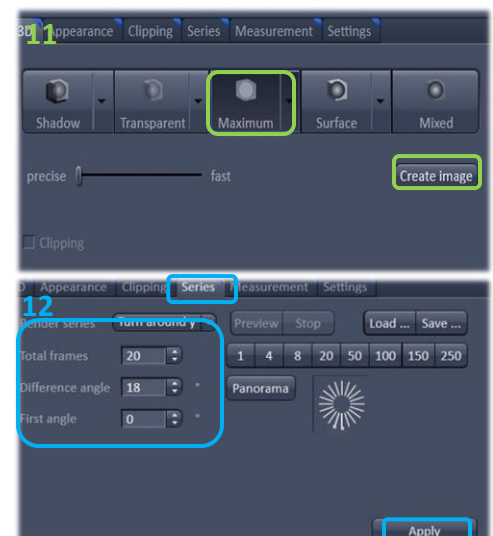 11
3D Appearance Clipping Series Measurement Settings
Shadow Transparent Maximum Surface Mixed
precise fast Create image
Clipping
D Appearance Clipping Series Measurement Settings
12
Render series Turn around y Preview Stop Load ... Save ...
Total frames 20 1 4 8 20 50 100 150 250
Difference angle 18 ° Panorama
First angle 0 °
Apply